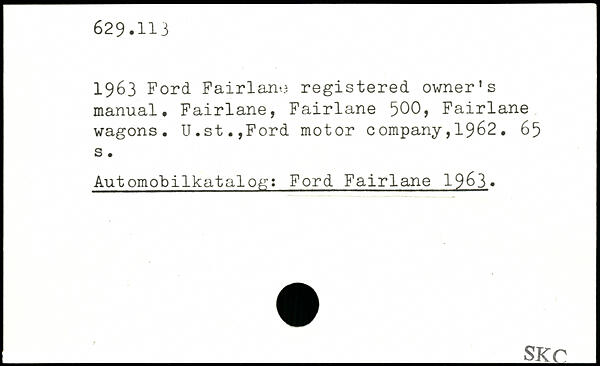 629.113
1963 Ford Fairlane registered owner's
manual. Fairlane, Fairlane 500, Fairlane
wagons. U.st.,Ford motor company,1962. 65
s.
Automobilkatalog: Ford Fairlane 1963.
SKC